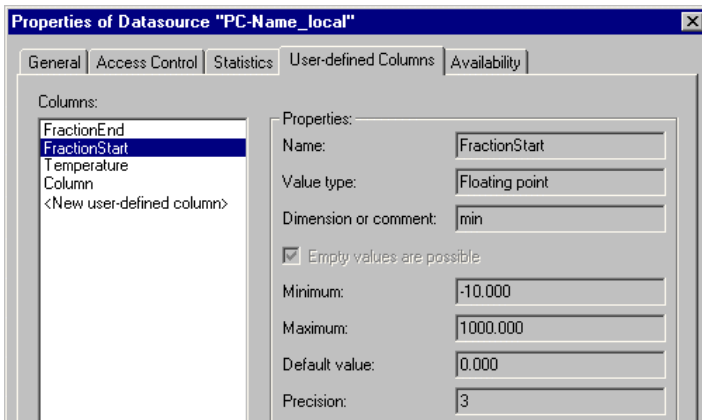 Properties of Datasource "PC-Name_local"
General Access Control Statistics User-defined Columns Availability
Columns:
FractionEnd
FractionStart
Temperature
Column
<New user-defined column>
Properties:
Name: FractionStart
Value type: Floating point
Dimension or comment: min
Empty values are possible
Minimum: -10.000
Maximum: 1000.000
Default value: 0.000
Precision: 3